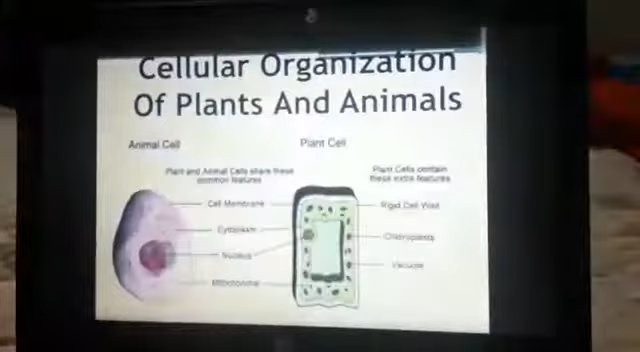 Cellular Organization
Of Plants And Animals
Animal Cell
Plant Cell
Plant and Animal Cells share these
common features
Plant Cells contain
these extra features
Cell Membrane
Rigid Cell Wall
Cytoplasm
Chloroplasts
Nucleus
Vacuole
Mitochondria